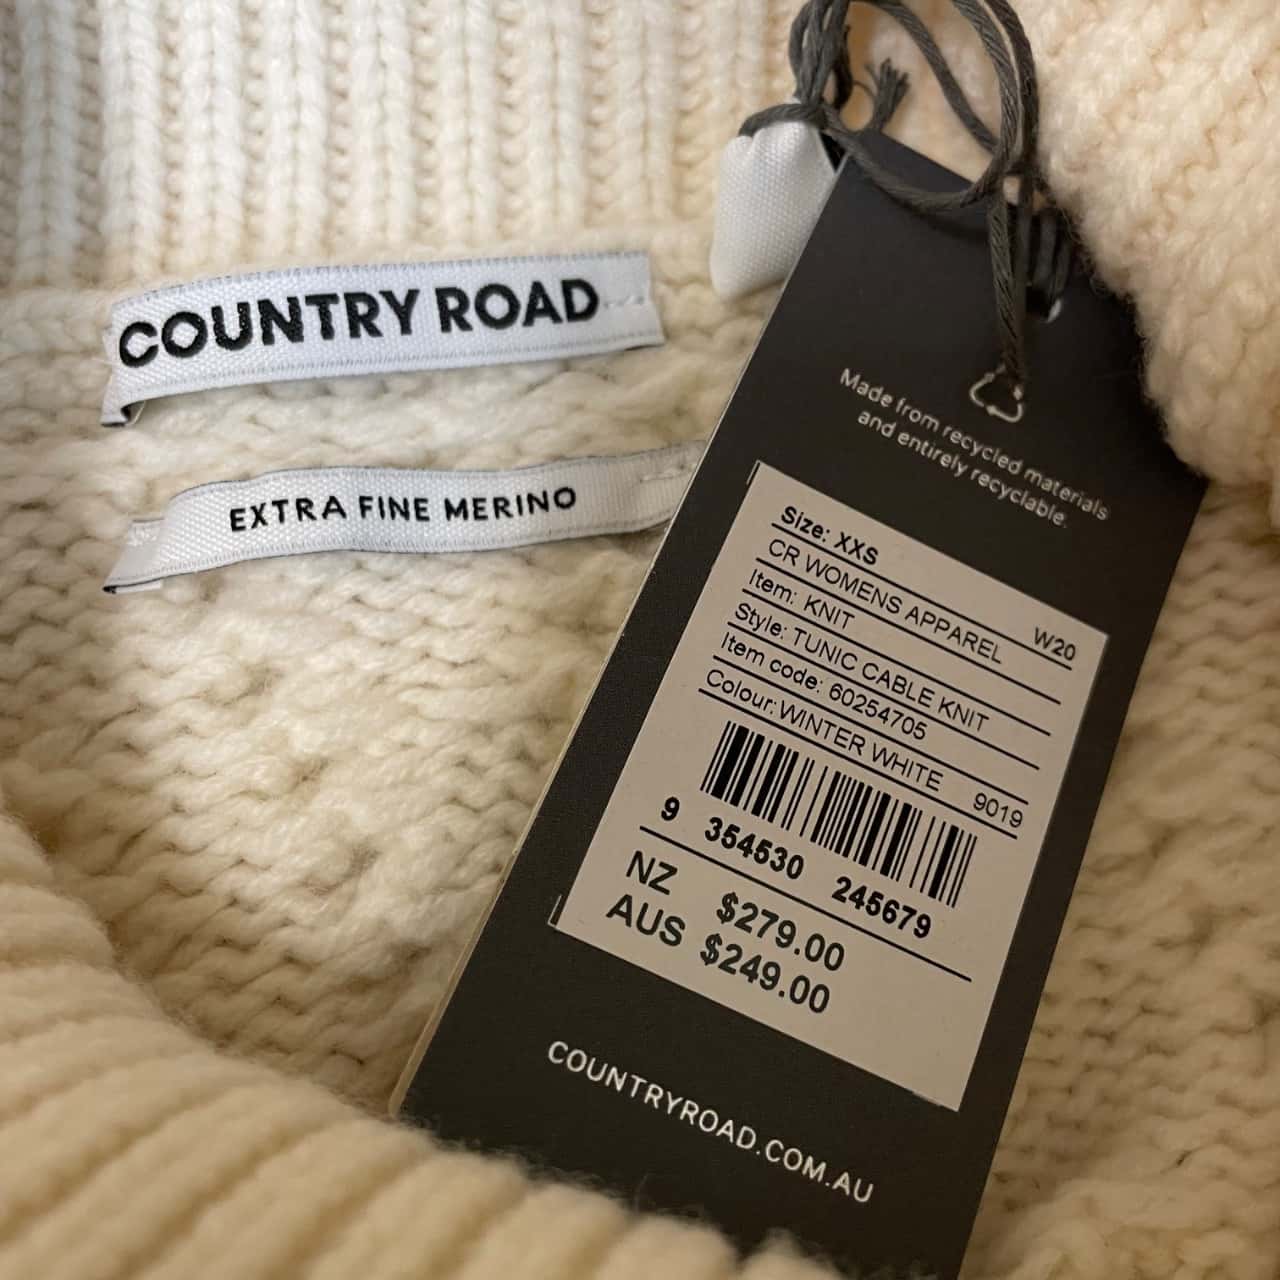 COUNTRY ROAD
EXTRA FINE MERINO
Made from recycled materials
and entirely recyclable.
Size: XXS
CR WOMENS APPAREL W20
Item: KNIT
Style: TUNIC CABLE KNIT
Item code: 60254705
Colour: WINTER WHITE 9019
9 354530 245679
NZ $279.00
AUS $249.00
COUNTRYROAD.COM.AU